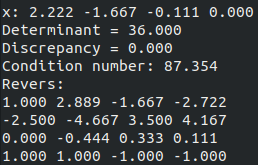 x: 2.222 -1.667 -0.111 0.000
Determinant = 36.000
Discrepancy = 0.000
Condition number: 87.354
Revers:
1.000 2.889 -1.667 -2.722
-2.500 -4.667 3.500 4.167
0.000 -0.444 0.333 0.111
1.000 1.000 -1.000 -1.000